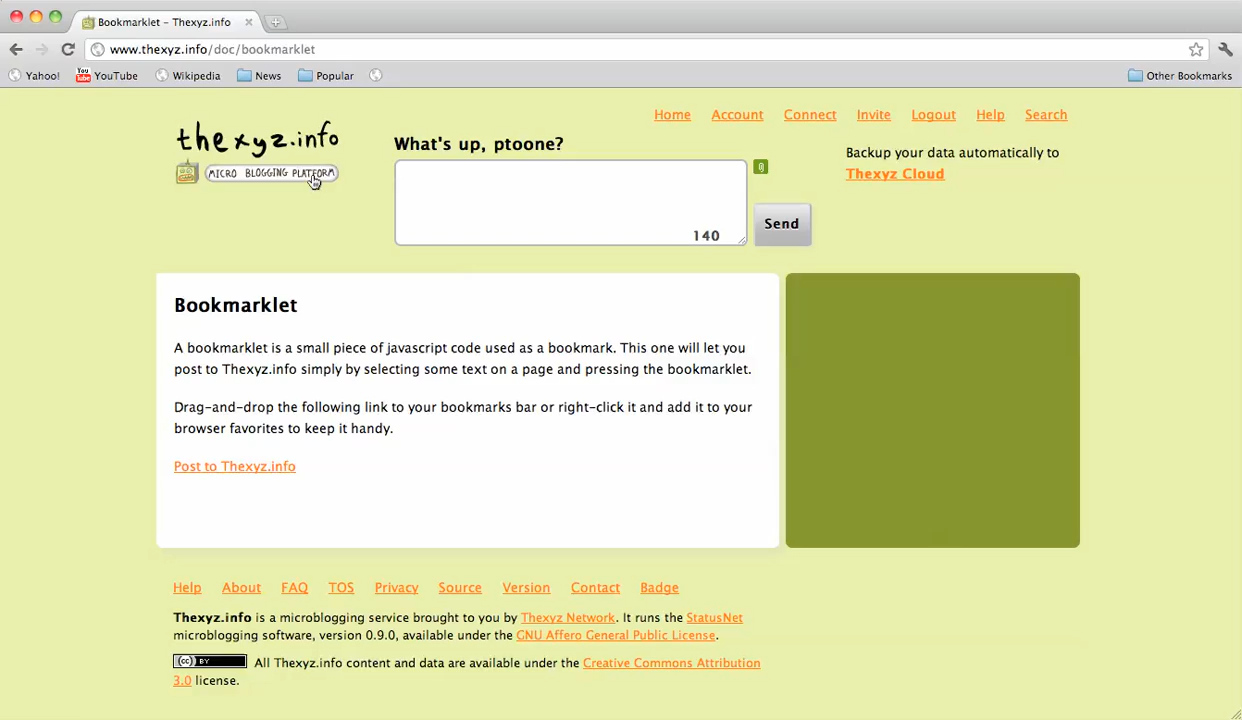 Bookmarklet – Thexyz.info
www.thexyz.info/doc/bookmarklet
Yahoo! YouTube Wikipedia News Popular Other Bookmarks
Home Account Connect Invite Logout Help Search
thexyz.info
MICRO BLOGGING PLATFORM
What's up, ptoone?
140
Send
Backup your data automatically to
Thexyz Cloud
Bookmarklet
A bookmarklet is a small piece of javascript code used as a bookmark. This one will let you
post to Thexyz.info simply by selecting some text on a page and pressing the bookmarklet.
Drag-and-drop the following link to your bookmarks bar or right-click it and add it to your
browser favorites to keep it handy.
Post to Thexyz.info
Help About FAQ TOS Privacy Source Version Contact Badge
Thexyz.info is a microblogging service brought to you by Thexyz Network. It runs the StatusNet
microblogging software, version 0.9.0, available under the GNU Affero General Public License.
(cc) BY All Thexyz.info content and data are available under the Creative Commons Attribution
3.0 license.